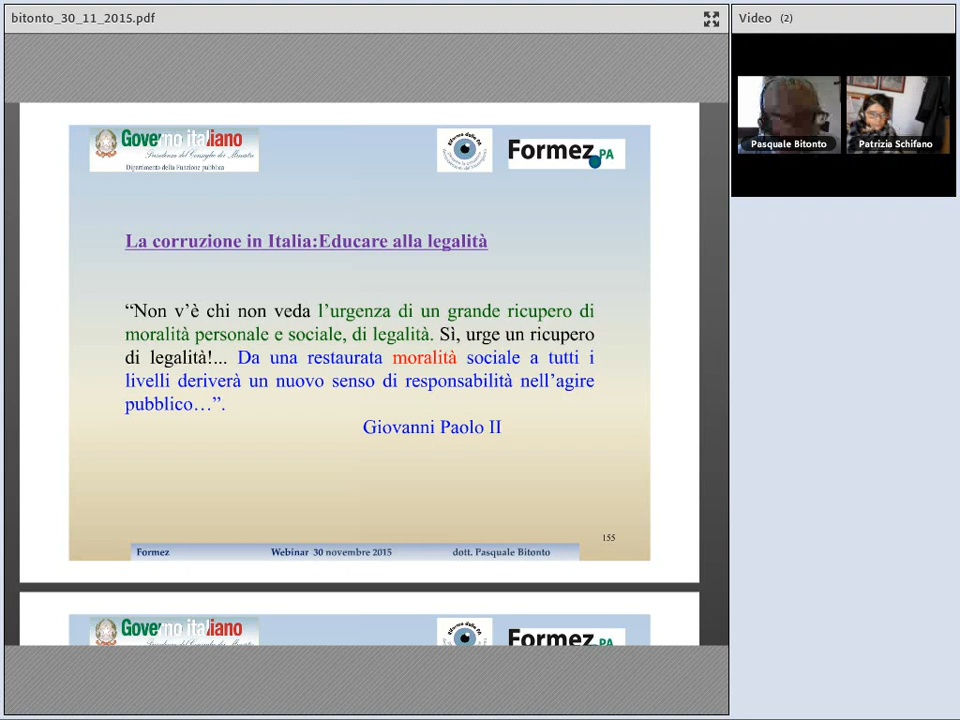 bitonto_30_11_2015.pdf
Video (2)
Pasquale Bitonto
Patrizia Schifano
Governo italiano
Presidenza del Consiglio dei Ministri
Dipartimento della Funzione pubblica
Formez PA
La corruzione in Italia:Educare alla legalità
“Non v’è chi non veda l’urgenza di un grande ricupero di
moralità personale e sociale, di legalità. Sì, urge un ricupero
di legalità!... Da una restaurata moralità sociale a tutti i
livelli deriverà un nuovo senso di responsabilità nell’agire
pubblico…”.
Giovanni Paolo II
155
Formez Webinar 30 novembre 2015 dott. Pasquale Bitonto
Governo italiano
Formez PA